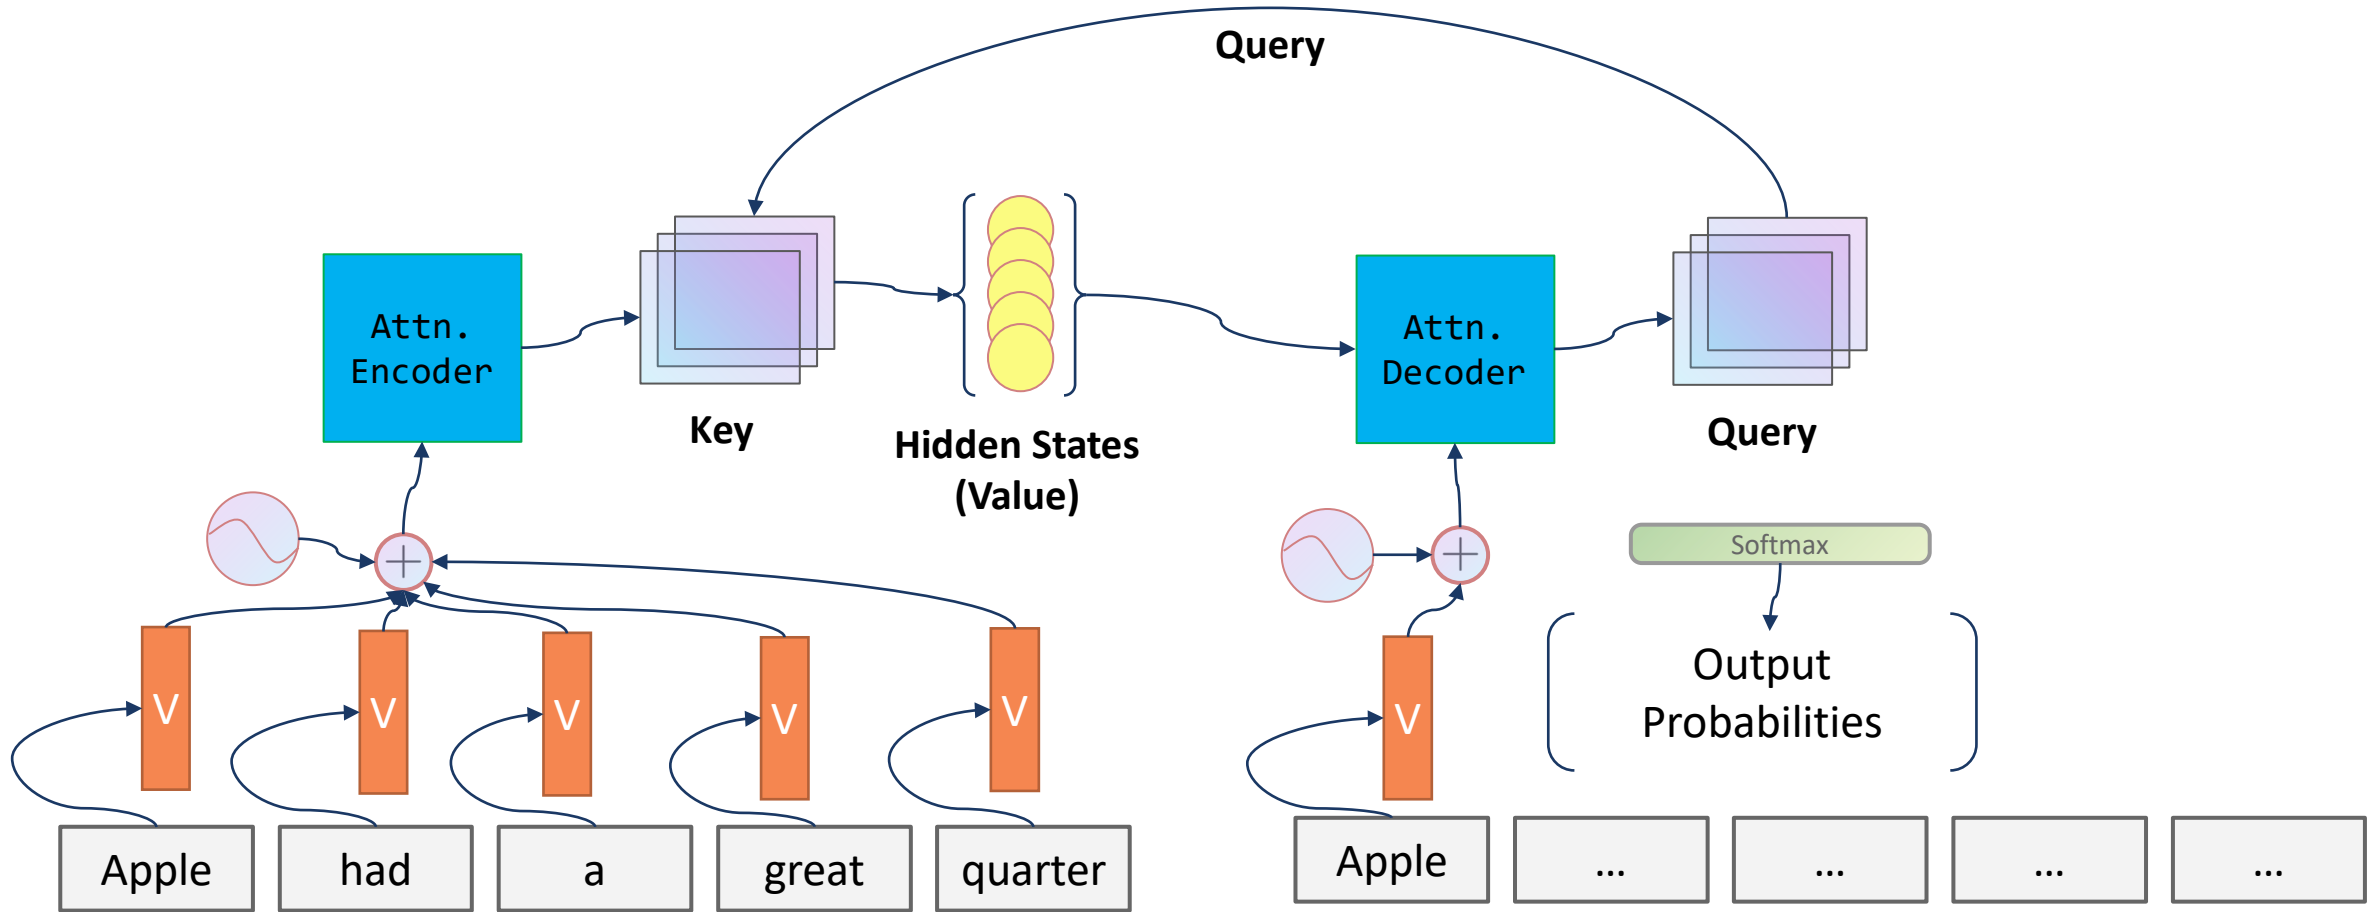 Query
Attn.
Encoder
Key
Hidden States
(Value)
Attn.
Decoder
Query
Softmax
Output
Probabilities
V
V
V
V
V
V
Apple
had
a
great
quarter
Apple
...
...
...
...